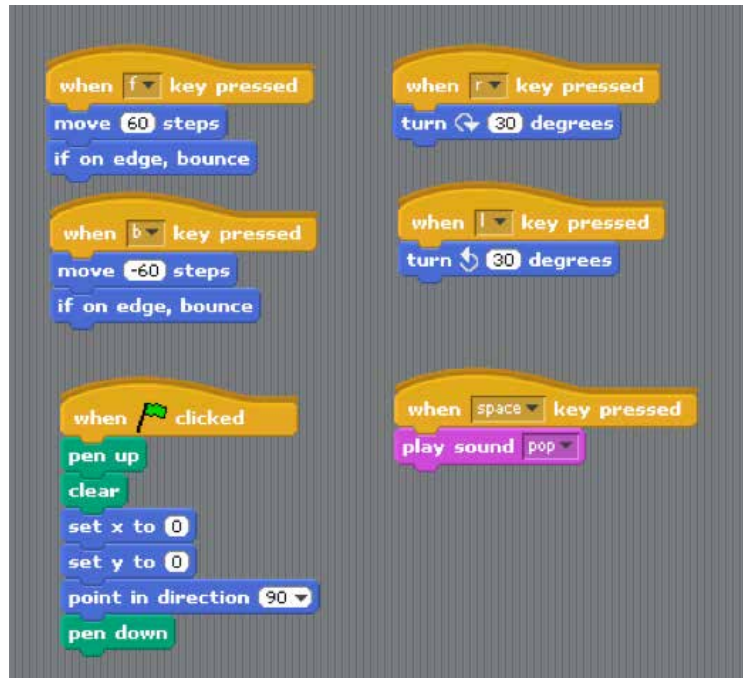 when f key pressed
move 60 steps
if on edge, bounce
when b key pressed
move -60 steps
if on edge, bounce
when clicked
pen up
clear
set x to 0
set y to 0
point in direction 90
pen down
when r key pressed
turn 30 degrees
when l key pressed
turn 30 degrees
when space key pressed
play sound pop